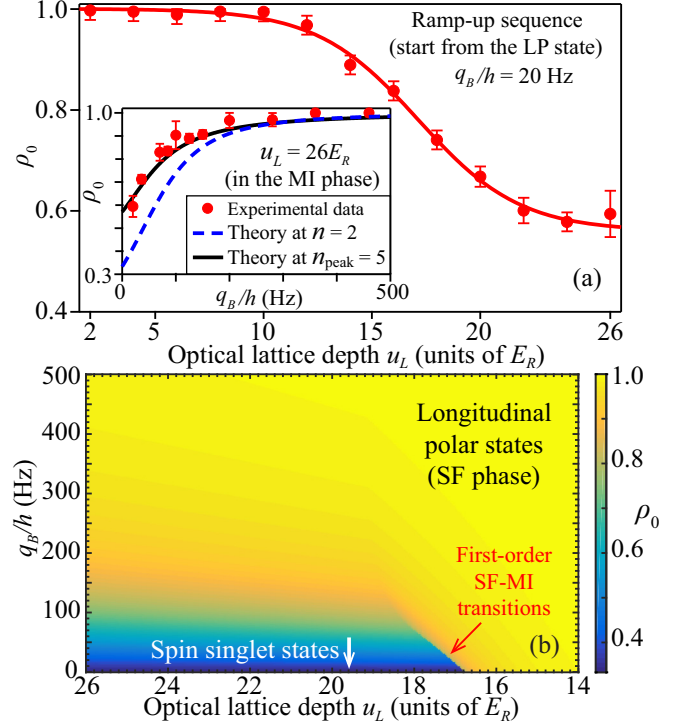 1.0
0.8
0.6
0.4
ρ0
Ramp-up sequence
(start from the LP state)
qB/h = 20 Hz
1.0
0.3
ρ0
uL = 26ER
(in the MI phase)
Experimental data
Theory at n = 2
Theory at npeak = 5
0 500
qB/h (Hz)
(a)
2 5 10 15 20 26
Optical lattice depth uL (units of ER)
500
400
300
200
100
0
qB/h (Hz)
Longitudinal
polar states
(SF phase)
First-order
SF-MI
transitions
Spin singlet states
(b)
1.0
0.8
0.6
0.4
ρ0
26 24 22 20 18 16 14
Optical lattice depth uL (units of ER)